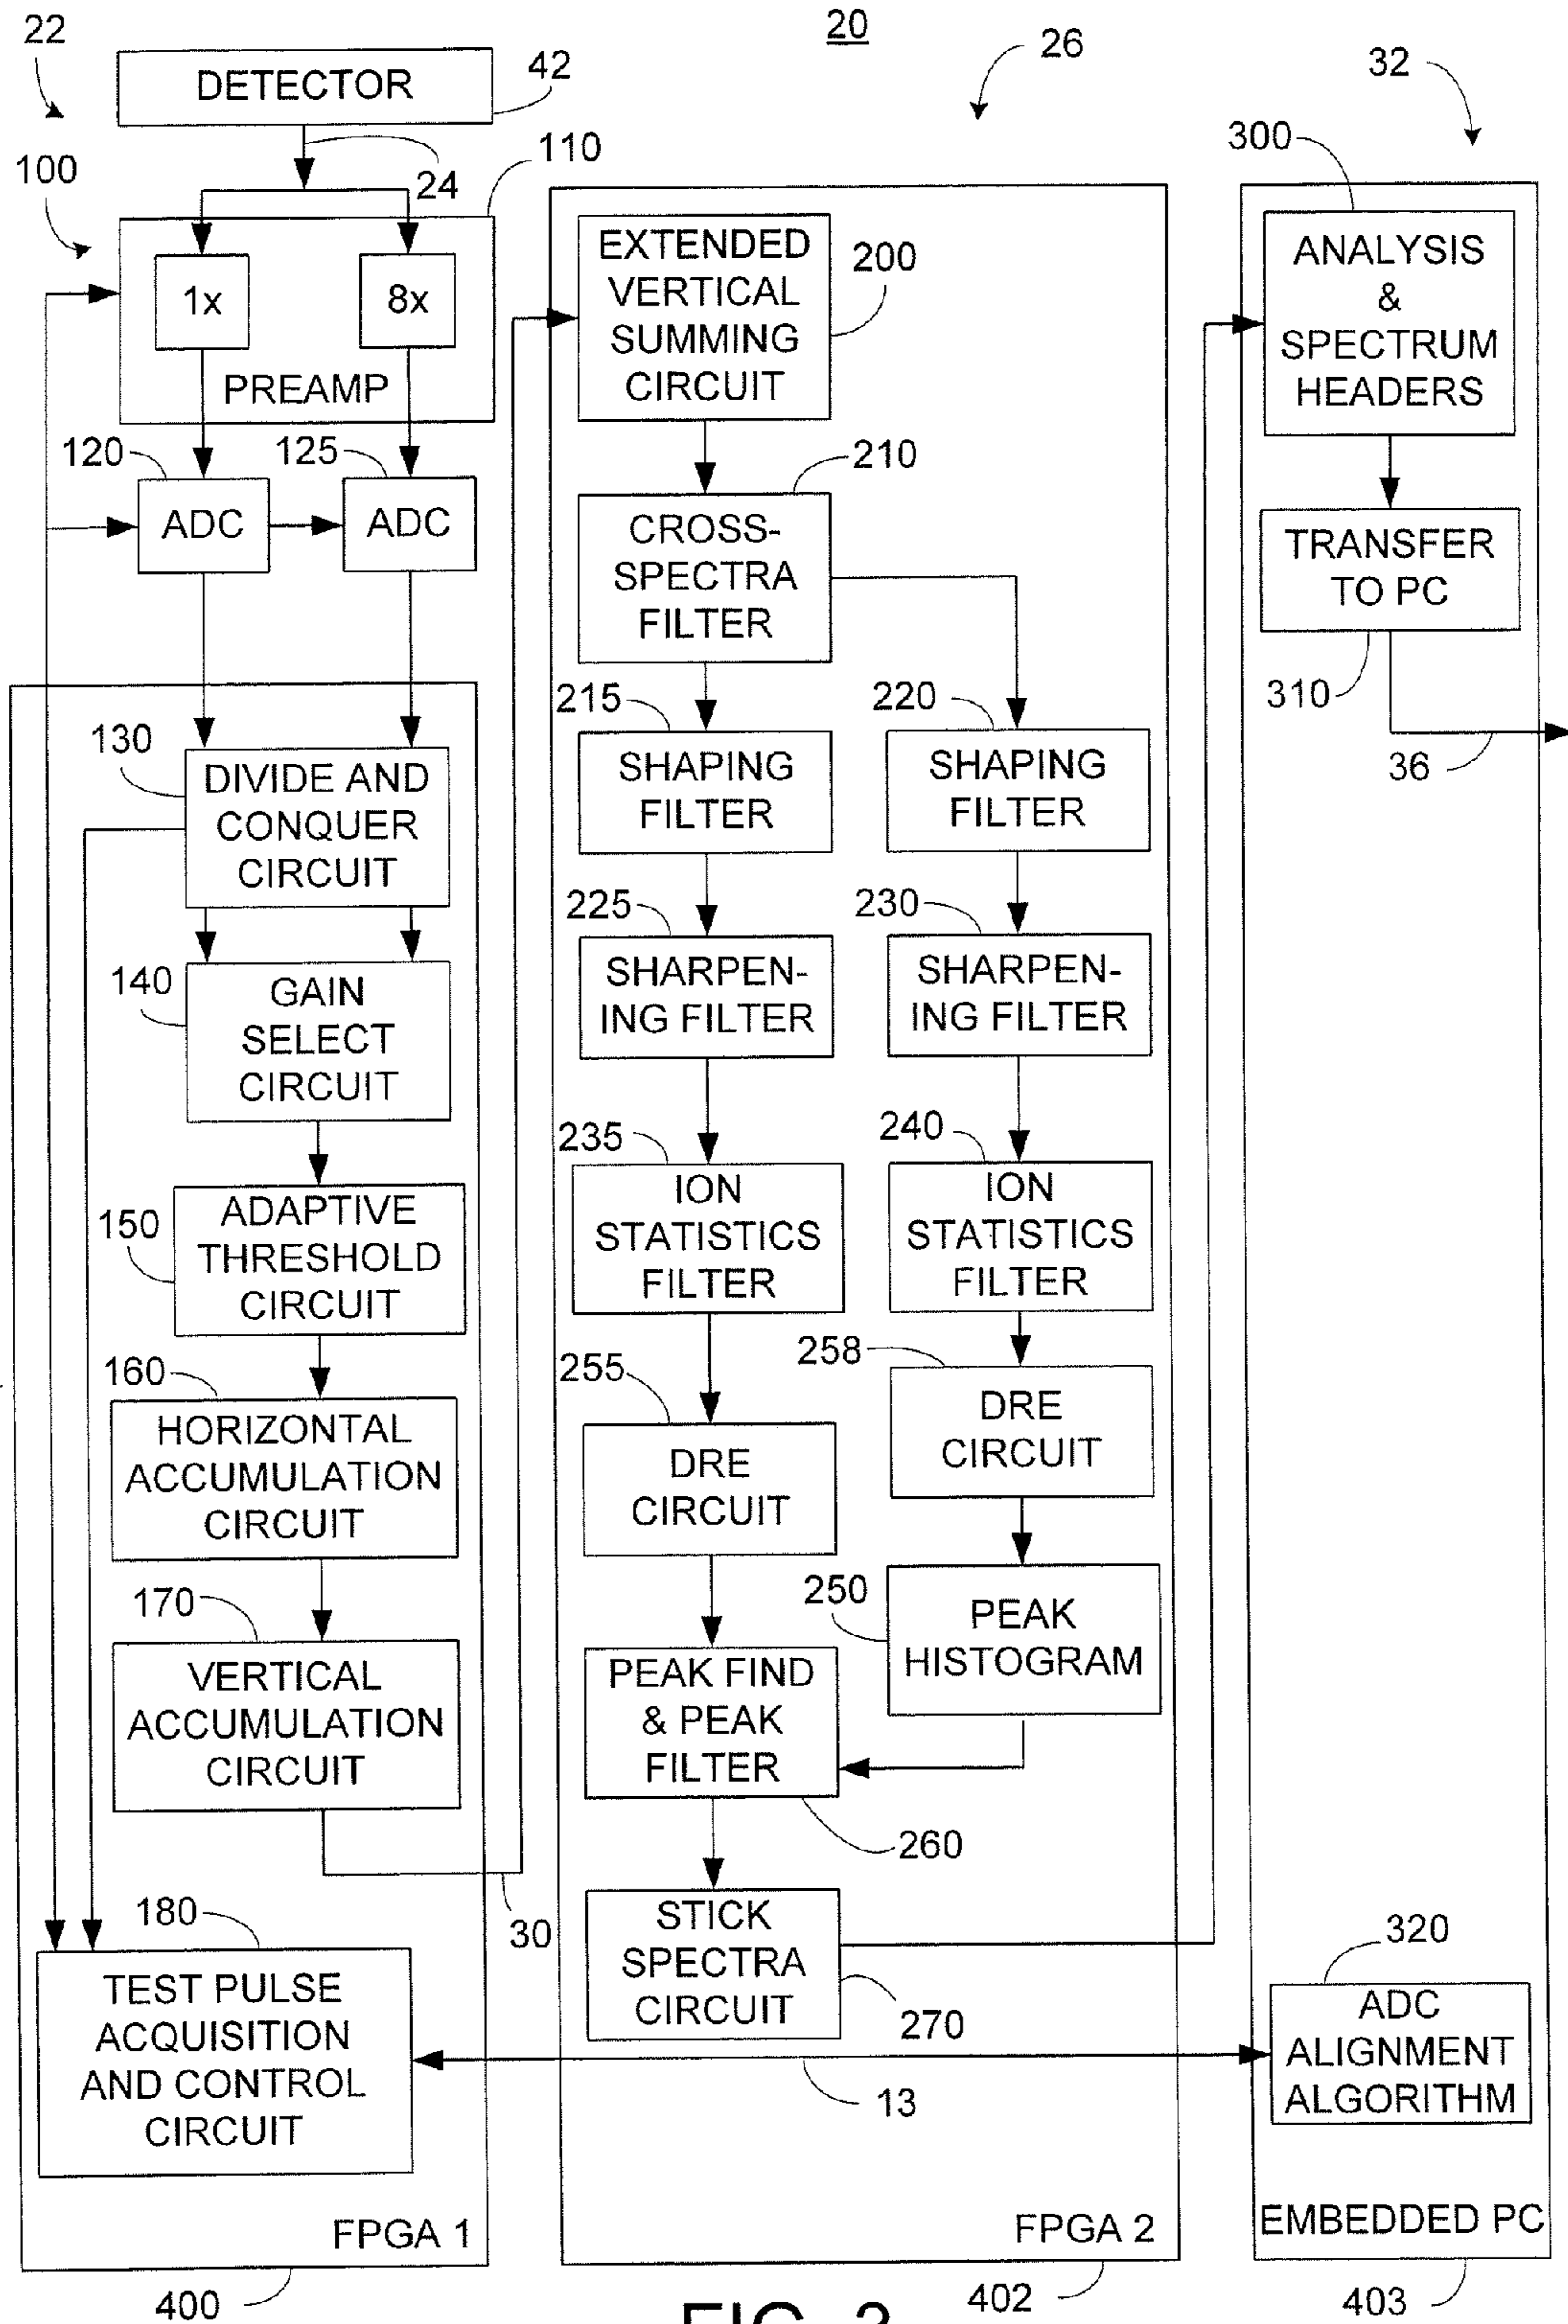 20
22
26
32
DETECTOR
42
24
100
110
1x
8x
PREAMP
120
125
ADC
ADC
130
DIVIDE AND
CONQUER
CIRCUIT
140
GAIN
SELECT
CIRCUIT
150
ADAPTIVE
THRESHOLD
CIRCUIT
160
HORIZONTAL
ACCUMULATION
CIRCUIT
170
VERTICAL
ACCUMULATION
CIRCUIT
30
180
TEST PULSE
ACQUISITION
AND CONTROL
CIRCUIT
FPGA 1
400
EXTENDED
VERTICAL
SUMMING
CIRCUIT
200
210
CROSS-
SPECTRA
FILTER
215
SHAPING
FILTER
220
SHAPING
FILTER
225
SHARPEN-
ING FILTER
230
SHARPEN-
ING FILTER
235
ION
STATISTICS
FILTER
240
ION
STATISTICS
FILTER
255
DRE
CIRCUIT
258
DRE
CIRCUIT
250
PEAK
HISTOGRAM
PEAK FIND
& PEAK
FILTER
260
STICK
SPECTRA
CIRCUIT
270
13
FPGA 2
402
300
ANALYSIS
&
SPECTRUM
HEADERS
TRANSFER
TO PC
310
36
320
ADC
ALIGNMENT
ALGORITHM
EMBEDDED PC
403